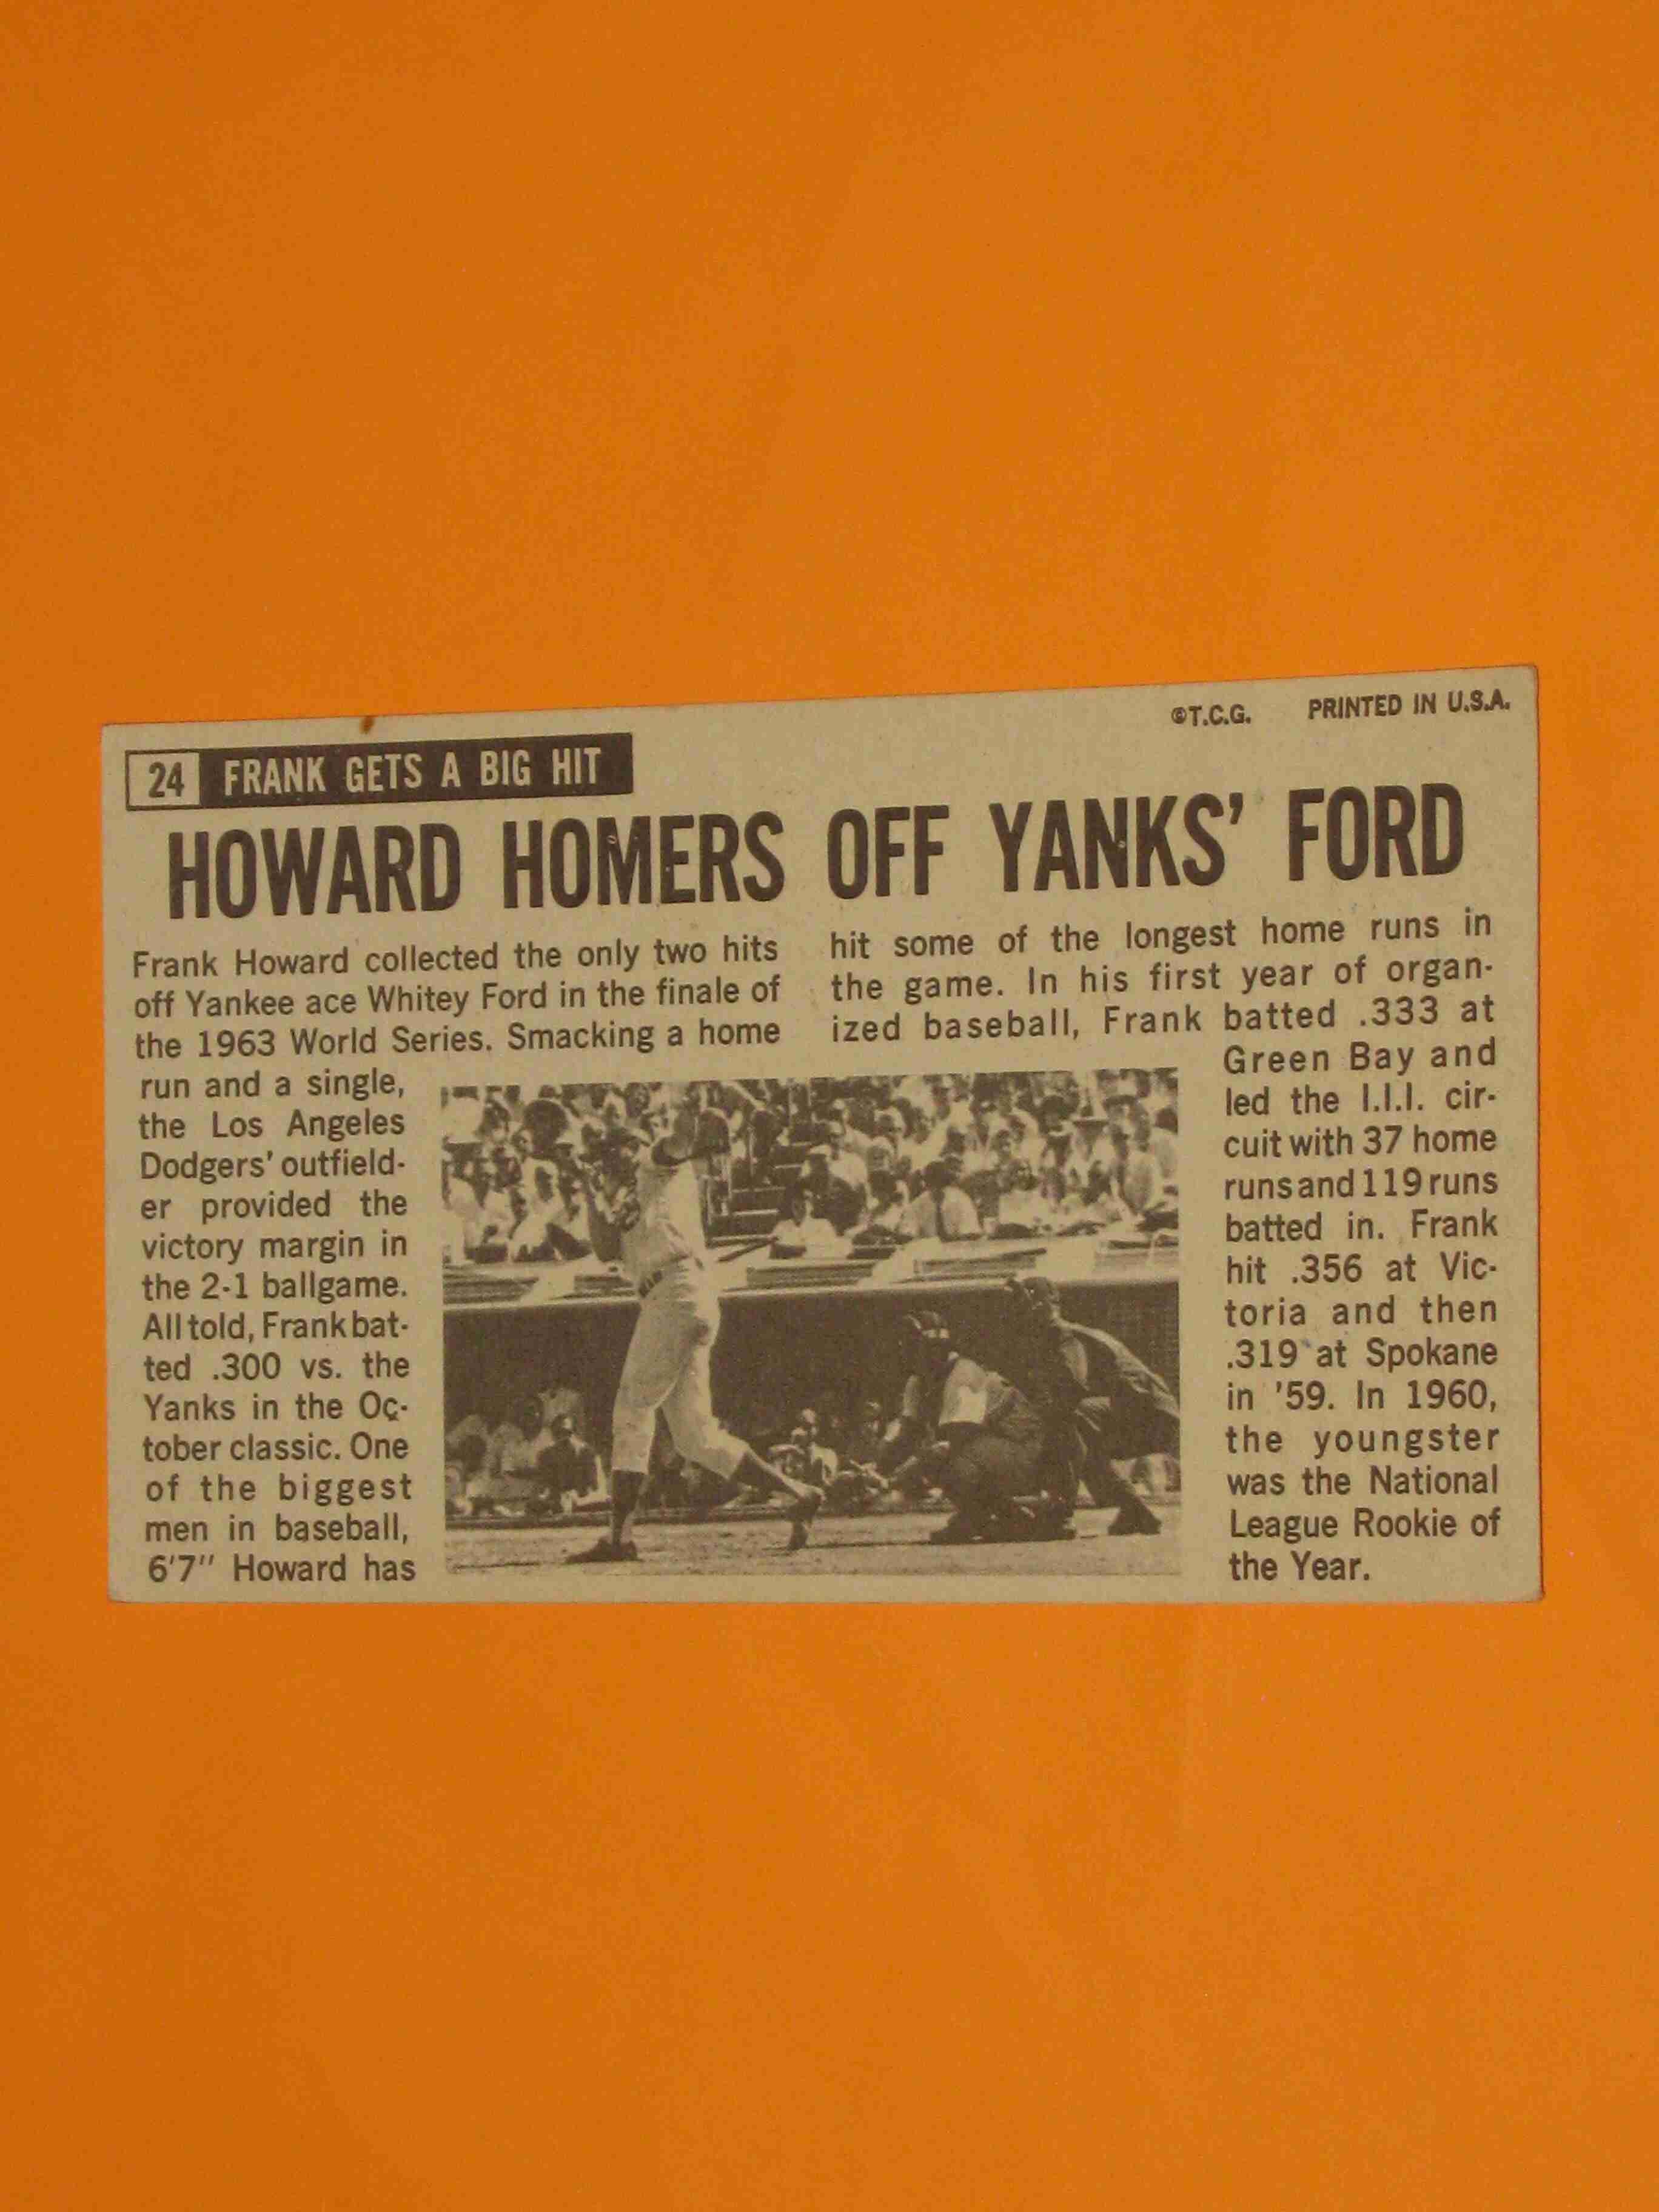 ©T.C.G. PRINTED IN U.S.A.
24 FRANK GETS A BIG HIT
HOWARD HOMERS OFF YANKS' FORD
Frank Howard collected the only two hits
off Yankee ace Whitey Ford in the finale of
the 1963 World Series. Smacking a home
run and a single,
the Los Angeles
Dodgers' outfield-
er provided the
victory margin in
the 2-1 ballgame.
All told, Frank bat-
ted .300 vs. the
Yanks in the Oc-
tober classic. One
of the biggest
men in baseball,
6'7" Howard has
hit some of the longest home runs in
the game. In his first year of organ-
ized baseball, Frank batted .333 at
Green Bay and
led the I.I.I. cir-
cuit with 37 home
runs and 119 runs
batted in. Frank
hit .356 at Vic-
toria and then
.319 at Spokane
in '59. In 1960,
the youngster
was the National
League Rookie of
the Year.